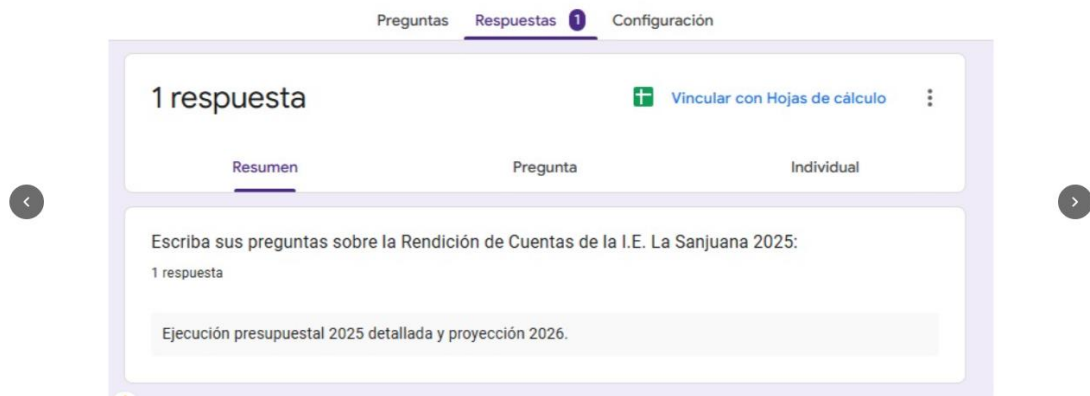 Preguntas Respuestas 1 Configuración
1 respuesta
Vincular con Hojas de cálculo
Resumen Pregunta Individual
Escriba sus preguntas sobre la Rendición de Cuentas de la I.E. La Sanjuana 2025:
1 respuesta
Ejecución presupuestal 2025 detallada y proyección 2026.